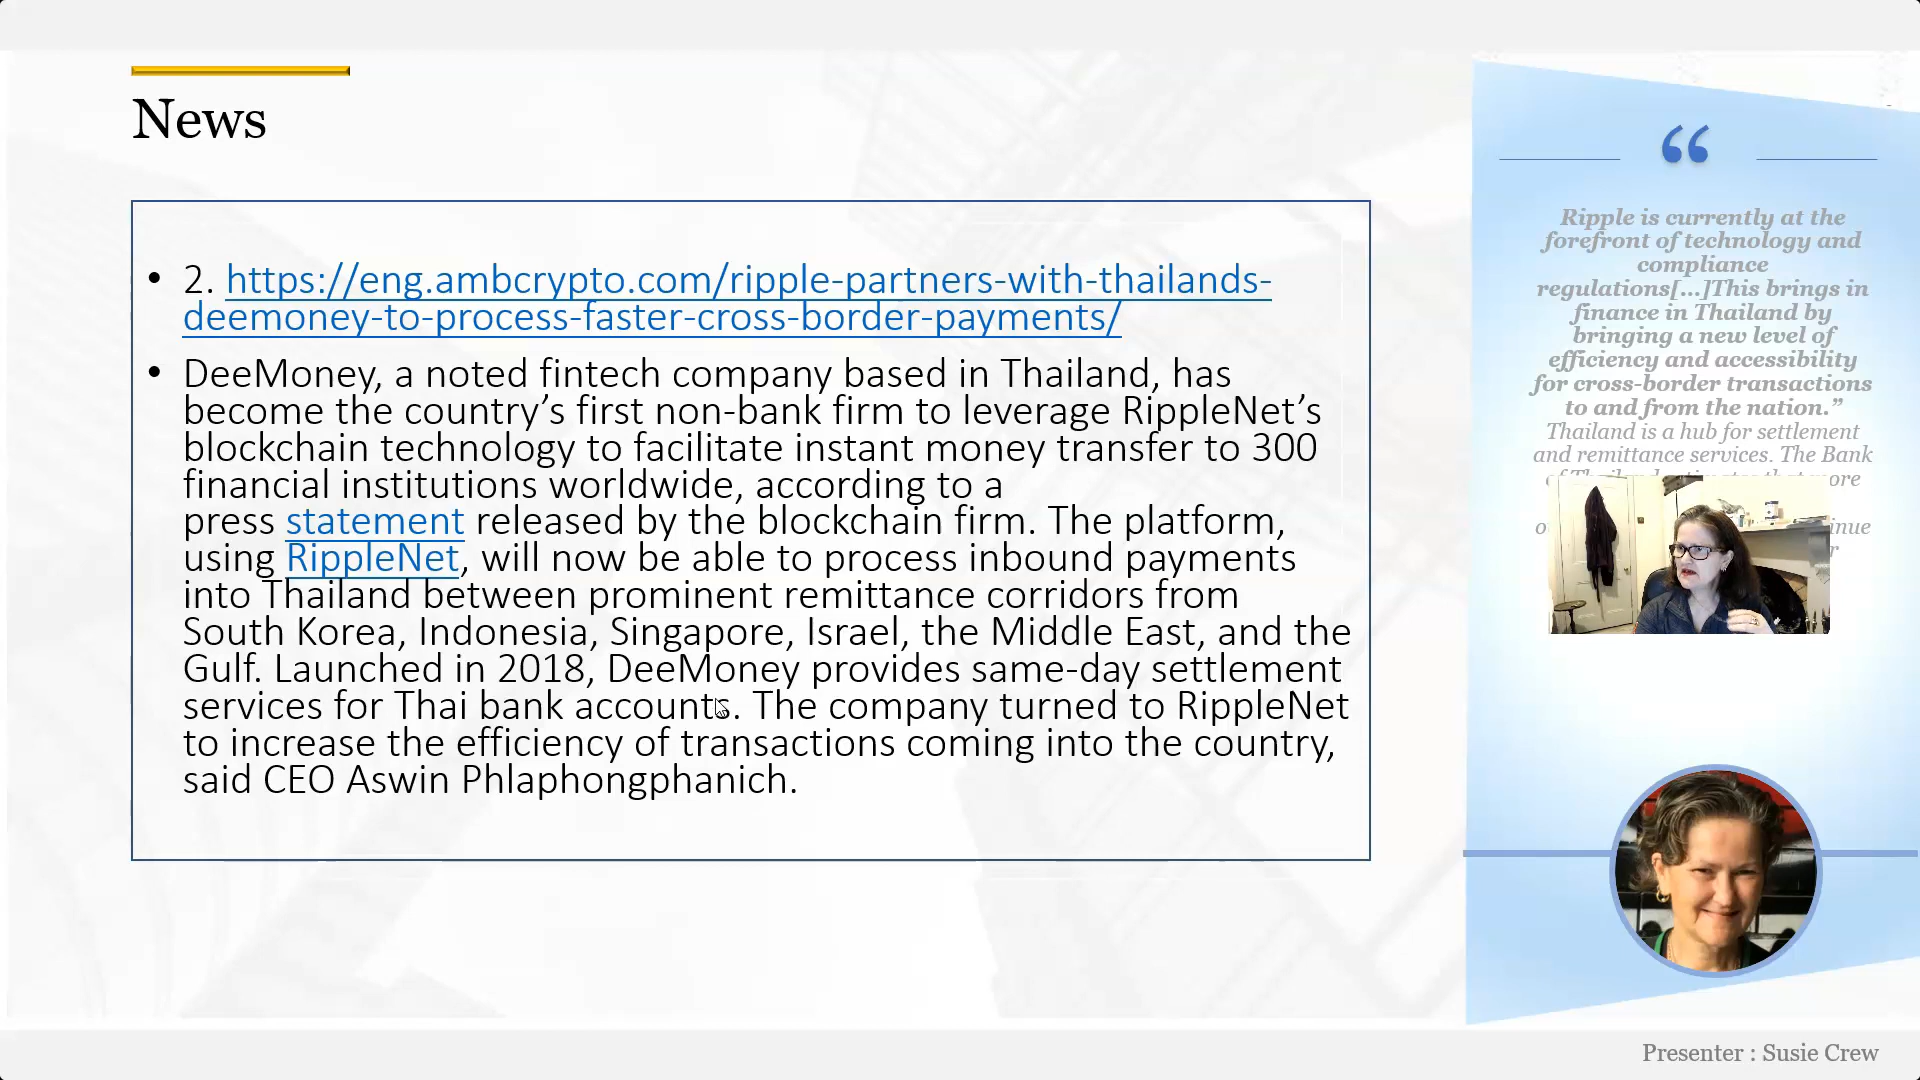 News
• 2. https://eng.ambcrypto.com/ripple-partners-with-thailands-
deemoney-to-process-faster-cross-border-payments/
• DeeMoney, a noted fintech company based in Thailand, has
become the country’s first non-bank firm to leverage RippleNet’s
blockchain technology to facilitate instant money transfer to 300
financial institutions worldwide, according to a
press statement released by the blockchain firm. The platform,
using RippleNet, will now be able to process inbound payments
into Thailand between prominent remittance corridors from
South Korea, Indonesia, Singapore, Israel, the Middle East, and the
Gulf. Launched in 2018, DeeMoney provides same-day settlement
services for Thai bank accounts. The company turned to RippleNet
to increase the efficiency of transactions coming into the country,
said CEO Aswin Phlaphongphanich.
“
Ripple is currently at the
forefront of technology and
compliance
regulations[…]This brings in
finance in Thailand by
bringing a new level of
efficiency and accessibility
for cross-border transactions
to and from the nation.”
Thailand is a hub for settlement
and remittance services. The Bank
Presenter : Susie Crew